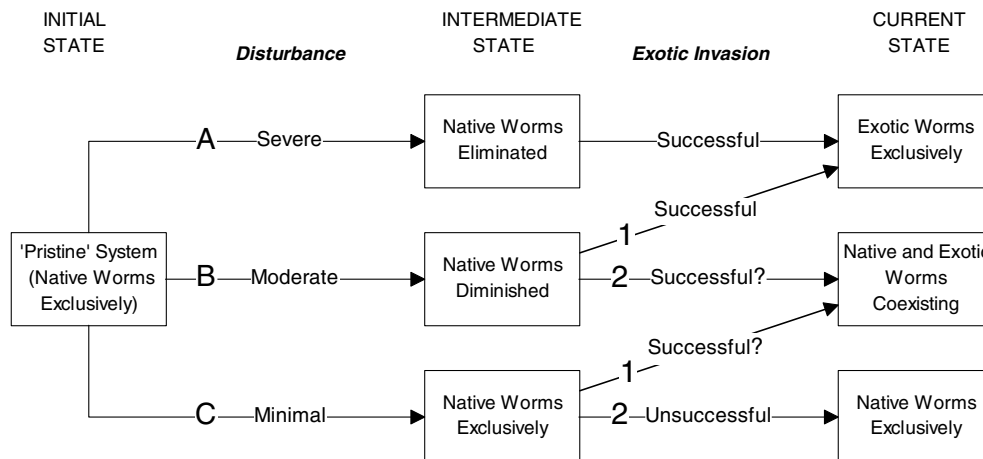 INITIAL
STATE
Disturbance
INTERMEDIATE
STATE
Exotic Invasion
CURRENT
STATE
A Severe
Native Worms
Eliminated
Successful
Exotic Worms
Exclusively
'Pristine' System
(Native Worms
Exclusively)
B Moderate
Native Worms
Diminished
1 Successful
2 Successful?
Native and Exotic
Worms
Coexisting
C Minimal
Native Worms
Exclusively
1 Successful?
2 Unsuccessful
Native Worms
Exclusively